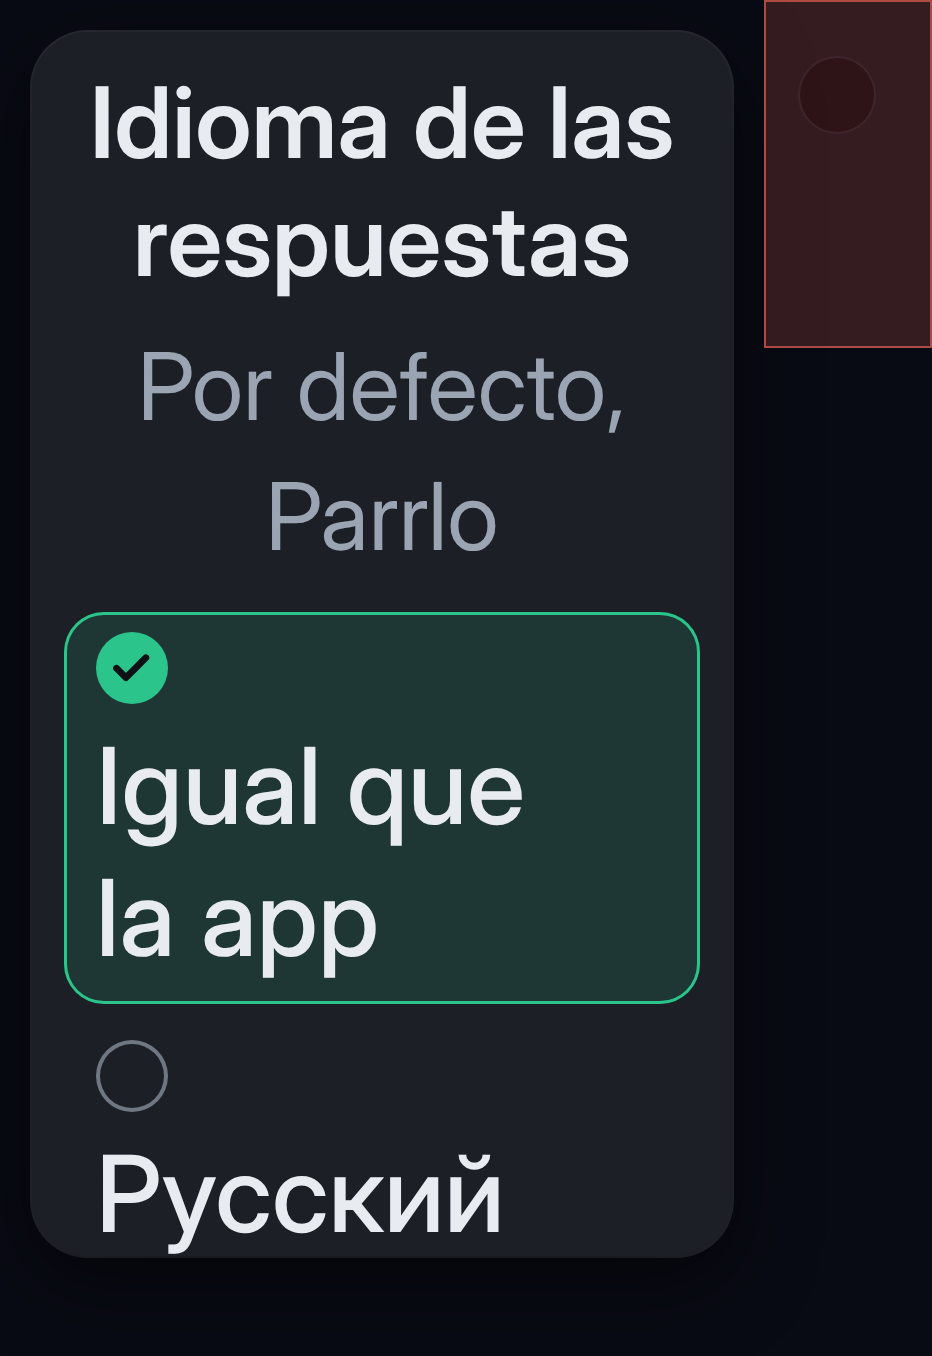 Idioma de las
respuestas
Por defecto,
Parrlo
Igual que
la app
Русский